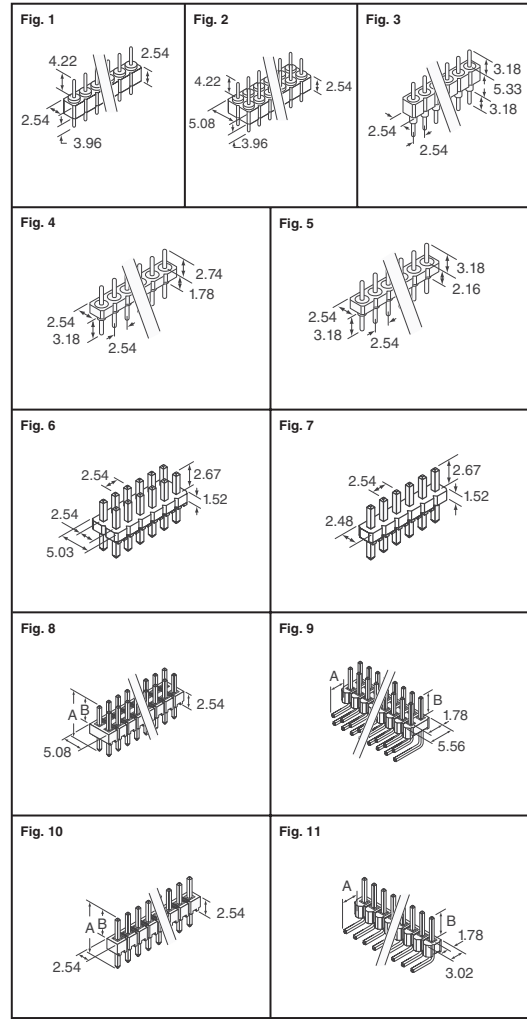 Fig. 1
4.22
2.54
2.54
3.96
Fig. 2
4.22
2.54
5.08
3.96
Fig. 3
3.18
5.33
3.18
2.54
2.54
Fig. 4
2.74
1.78
2.54
3.18
2.54
Fig. 5
3.18
2.16
2.54
3.18
2.54
Fig. 6
2.54
2.67
1.52
2.54
5.03
Fig. 7
2.54
2.67
1.52
2.48
Fig. 8
A
B
2.54
5.08
Fig. 9
A
B
1.78
5.56
Fig. 10
A
B
2.54
2.54
Fig. 11
A
B
1.78
3.02